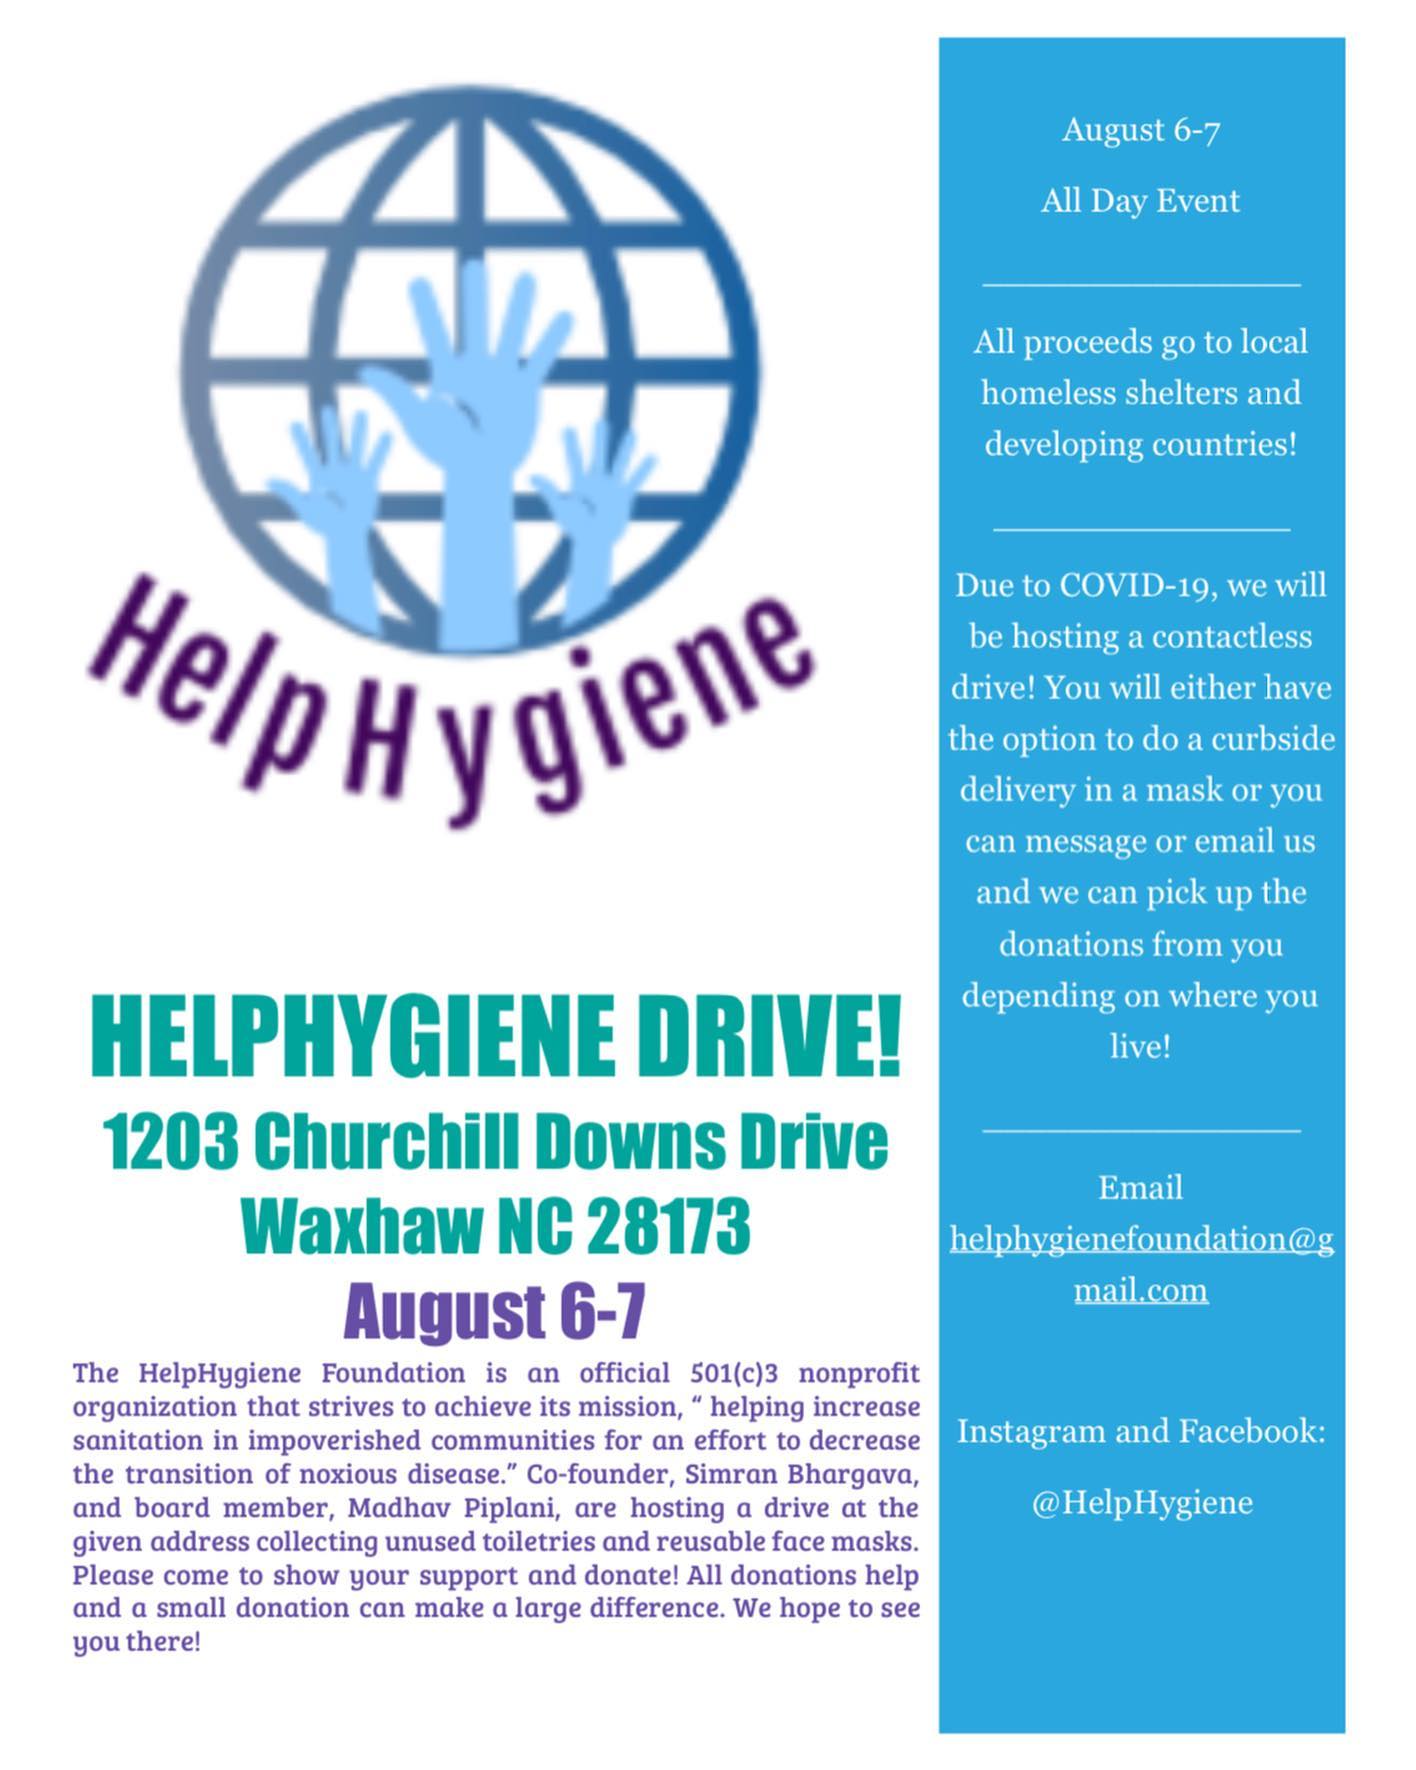 HelpHygiene
HELPHYGIENE DRIVE!
1203 Churchill Downs Drive
Waxhaw NC 28173
August 6-7
The HelpHygiene Foundation is an official 501(c)3 nonprofit
organization that strives to achieve its mission, “ helping increase
sanitation in impoverished communities for an effort to decrease
the transition of noxious disease.” Co-founder, Simran Bhargava,
and board member, Madhav Piplani, are hosting a drive at the
given address collecting unused toiletries and reusable face masks.
Please come to show your support and donate! All donations help
and a small donation can make a large difference. We hope to see
you there!
August 6-7
All Day Event
All proceeds go to local
homeless shelters and
developing countries!
Due to COVID-19, we will
be hosting a contactless
drive! You will either have
the option to do a curbside
delivery in a mask or you
can message or email us
and we can pick up the
donations from you
depending on where you
live!
Email
helphygienefoundation@g
mail.com
Instagram and Facebook:
@HelpHygiene